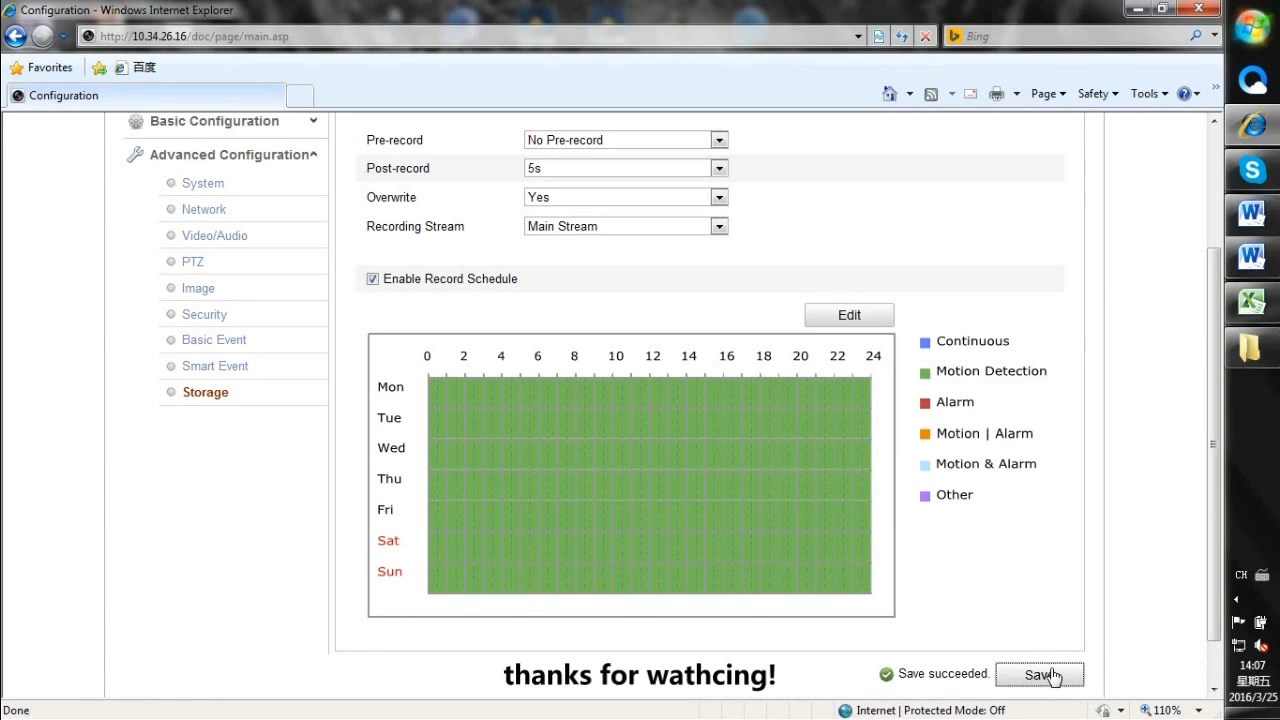 Configuration - Windows Internet Explorer
http://10.34.26.16/doc/page/main.asp
Bing
Favorites
百度
Configuration
Page
Safety
Tools
Basic Configuration
Advanced Configuration
System
Network
Video/Audio
PTZ
Image
Security
Basic Event
Smart Event
Storage
Pre-record No Pre-record
Post-record 5s
Overwrite Yes
Recording Stream Main Stream
Enable Record Schedule
Edit
0 2 4 6 8 10 12 14 16 18 20 22 24
Mon
Tue
Wed
Thu
Fri
Sat
Sun
Continuous
Motion Detection
Alarm
Motion | Alarm
Motion & Alarm
Other
thanks for wathcing!
Save succeeded.
Save
Done
Internet | Protected Mode: Off
110%
CH
14:07
星期五
2016/3/25